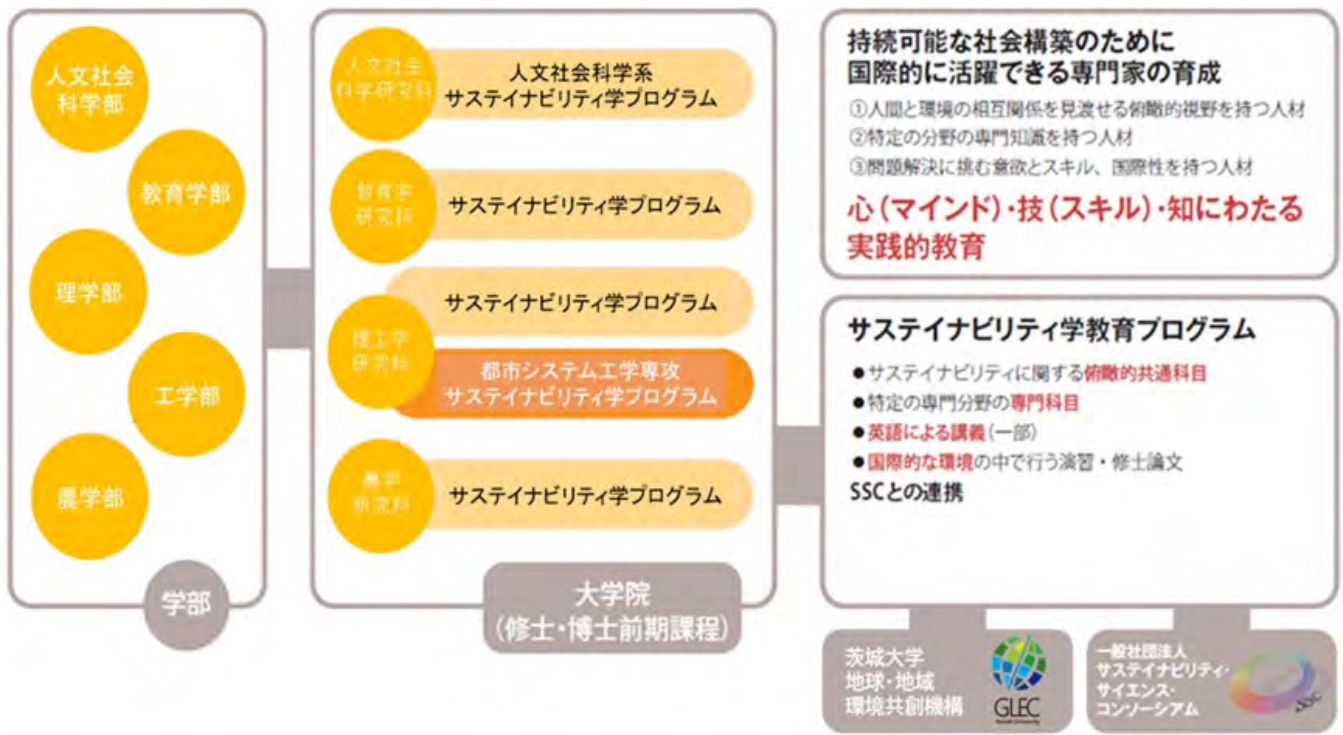 人文社会
科学部
教育学部
理学部
工学部
農学部
学部
人文社会
科学研究科
人文社会科学系
サステイナビリティ学プログラム
教育学
研究科
サステイナビリティ学プログラム
理工学
研究科
サステイナビリティ学プログラム
都市システム工学専攻
サステイナビリティ学プログラム
農学
研究科
サステイナビリティ学プログラム
大学院
(修士・博士前期課程)
持続可能な社会構築のために
国際的に活躍できる専門家の育成
①人間と環境の相互関係を見渡せる俯瞰的視野を持つ人材
②特定の分野の専門知識を持つ人材
③問題解決に挑む意欲とスキル、国際性を持つ人材
心(マインド)・技(スキル)・知にわたる
実践的教育
サステイナビリティ学教育プログラム
●サステイナビリティに関する俯瞰的共通科目
●特定の専門分野の専門科目
●英語による講義(一部)
●国際的な環境の中で行う演習・修士論文
SSCとの連携
茨城大学
地球・地域
環境共創機構
GLEC
一般社団法人
サステイナビリティ・
サイエンス・
コンソーシアム
SSC